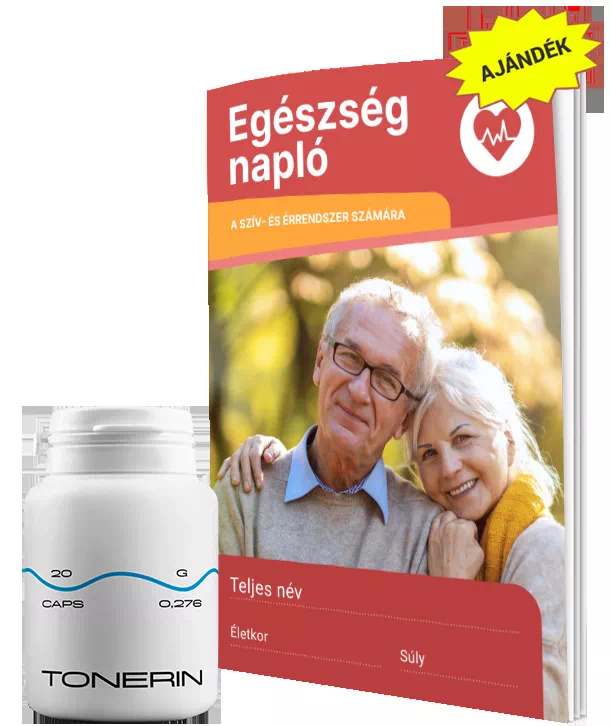 AJÁNDÉK
Egészség
napló
A SZÍV- ÉS ÉRRENDSZER SZÁMÁRA
Teljes név
Életkor
Súly
20 G
CAPS 0,276
TONERIN